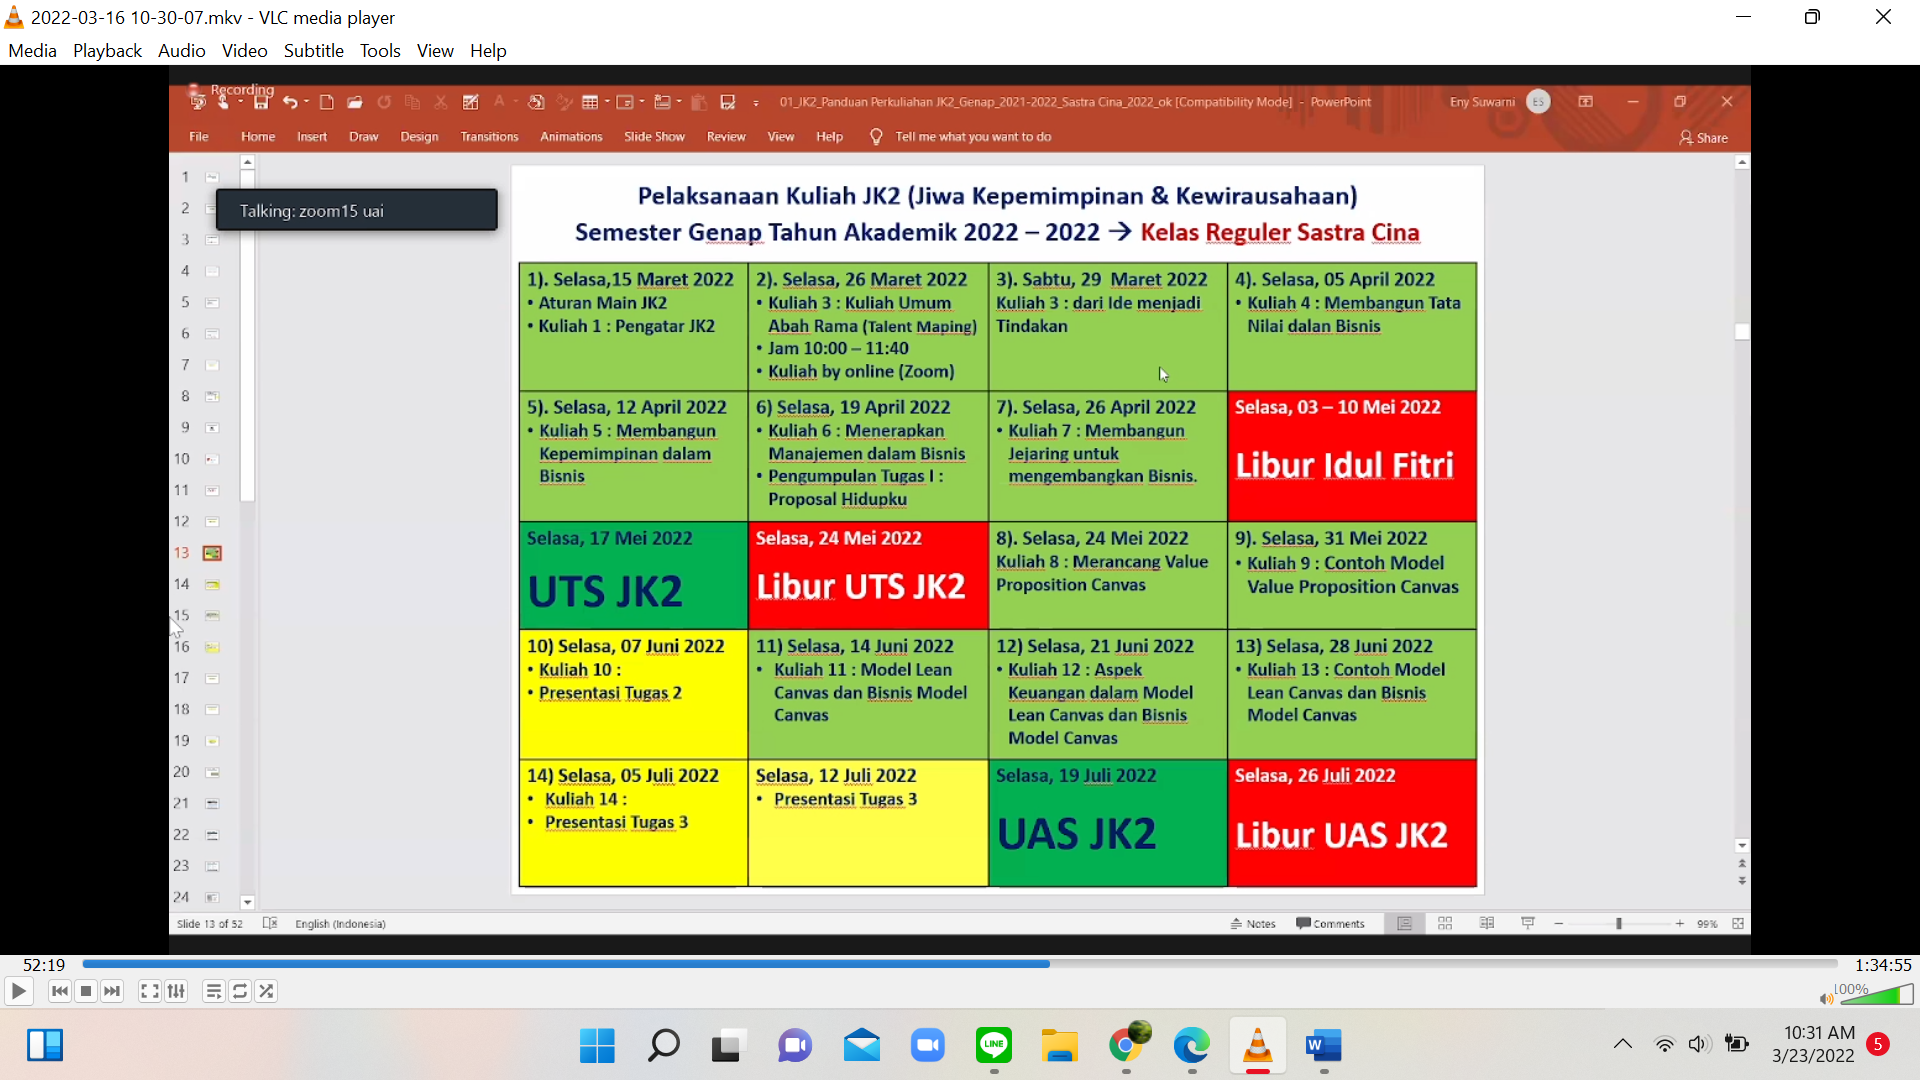 2022-03-16 10-30-07.mkv - VLC media player
Media Playback Audio Video Subtitle Tools View Help
Recording
01_JK2_Panduan Perkuliahan JK2_Genap_2021-2022_Sastra Cina_2022_ok [Compatibility Mode] - PowerPoint
Eny Suwarni ES
File Home Insert Draw Design Transitions Animations Slide Show Review View Help Tell me what you want to do
Share
Talking: zoom15 uai
1
2
3
4
5
6
7
8
9
10
11
12
13
14
15
16
17
18
19
20
21
22
23
24
Pelaksanaan Kuliah JK2 (Jiwa Kepemimpinan & Kewirausahaan)
Semester Genap Tahun Akademik 2022 – 2022 → Kelas Reguler Sastra Cina
1). Selasa,15 Maret 2022
• Aturan Main JK2
• Kuliah 1 : Pengatar JK2
2). Selasa, 26 Maret 2022
• Kuliah 3 : Kuliah Umum
Abah Rama (Talent Maping)
• Jam 10:00 – 11:40
• Kuliah by online (Zoom)
3). Sabtu, 29 Maret 2022
Kuliah 3 : dari Ide menjadi
Tindakan
4). Selasa, 05 April 2022
• Kuliah 4 : Membangun Tata
Nilai dalan Bisnis
5). Selasa, 12 April 2022
• Kuliah 5 : Membangun
Kepemimpinan dalam
Bisnis
6) Selasa, 19 April 2022
• Kuliah 6 : Menerapkan
Manajemen dalam Bisnis
• Pengumpulan Tugas I :
Proposal Hidupku
7). Selasa, 26 April 2022
• Kuliah 7 : Membangun
Jejaring untuk
mengembangkan Bisnis.
Selasa, 03 – 10 Mei 2022
Libur Idul Fitri
Selasa, 17 Mei 2022
UTS JK2
Selasa, 24 Mei 2022
Libur UTS JK2
8). Selasa, 24 Mei 2022
Kuliah 8 : Merancang Value
Proposition Canvas
9). Selasa, 31 Mei 2022
• Kuliah 9 : Contoh Model
Value Proposition Canvas
10) Selasa, 07 Juni 2022
• Kuliah 10 :
• Presentasi Tugas 2
11) Selasa, 14 Juni 2022
• Kuliah 11 : Model Lean
Canvas dan Bisnis Model
Canvas
12) Selasa, 21 Juni 2022
• Kuliah 12 : Aspek
Keuangan dalam Model
Lean Canvas dan Bisnis
Model Canvas
13) Selasa, 28 Juni 2022
• Kuliah 13 : Contoh Model
Lean Canvas dan Bisnis
Model Canvas
14) Selasa, 05 Juli 2022
• Kuliah 14 :
• Presentasi Tugas 3
Selasa, 12 Juli 2022
• Presentasi Tugas 3
Selasa, 19 Juli 2022
UAS JK2
Selasa, 26 Juli 2022
Libur UAS JK2
Slide 13 of 52 English (Indonesia) Notes Comments 99%
52:19 1:34:55
100%
LINE
10:31 AM
3/23/2022
5